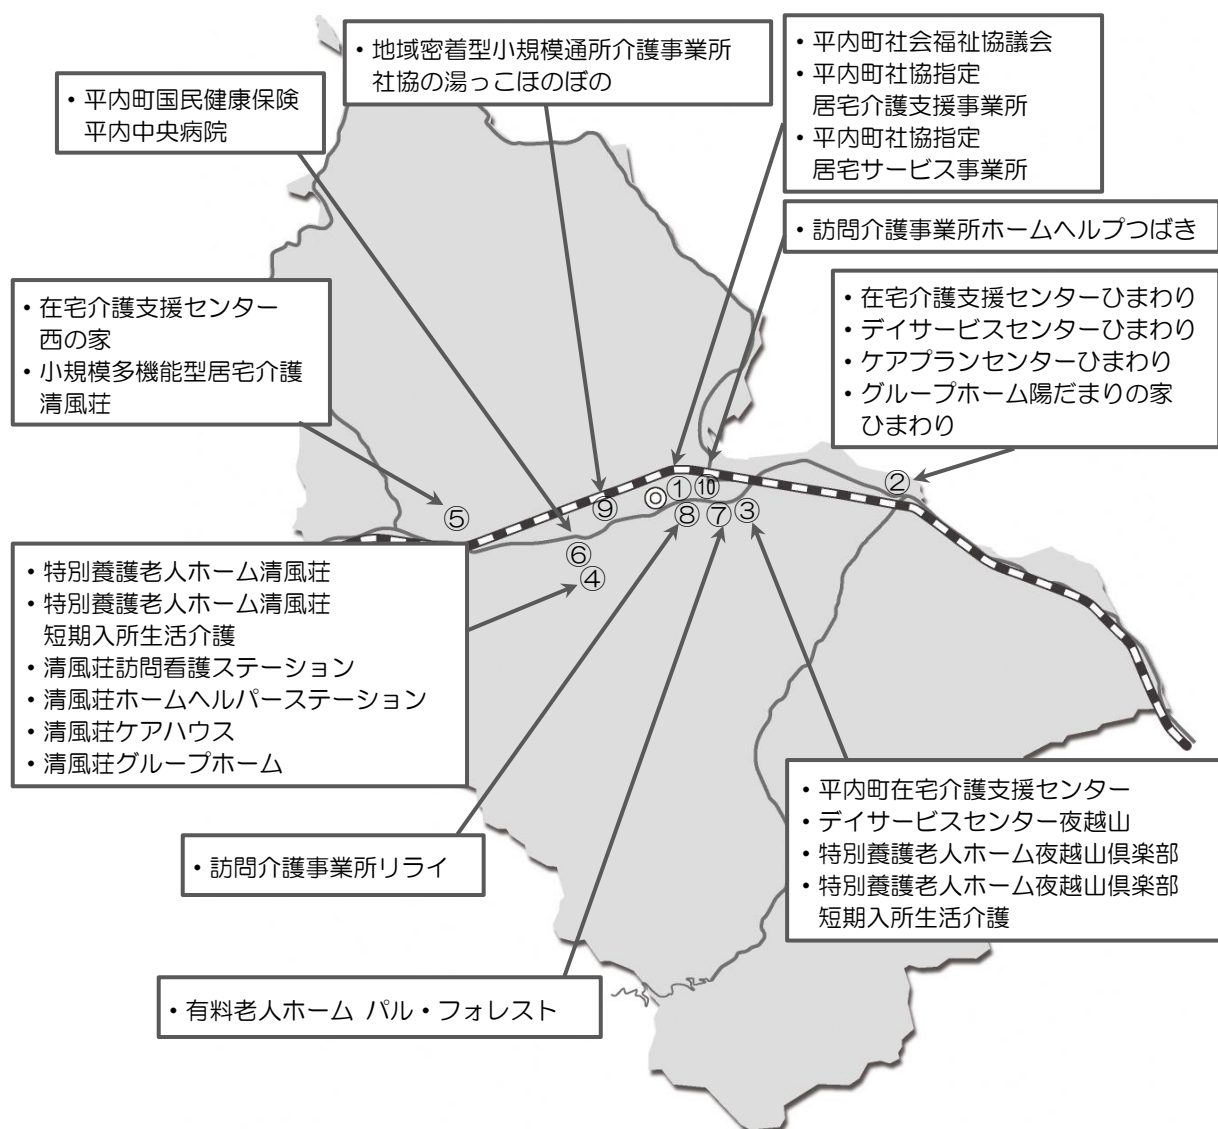 ・地域密着型小規模通所介護事業所
社協の湯っこほのぼの
・平内町社会福祉協議会
・平内町社協指定
居宅介護支援事業所
・平内町社協指定
居宅サービス事業所
・平内町国民健康保険
平内中央病院
・訪問介護事業所ホームヘルプつばき
・在宅介護支援センター
西の家
・小規模多機能型居宅介護
清風荘
・在宅介護支援センターひまわり
・デイサービスセンターひまわり
・ケアプランセンターひまわり
・グループホーム陽だまりの家
ひまわり
②
① ⑩
⑨ ◎
⑤ ⑧ ⑦ ③
⑥
④
・特別養護老人ホーム清風荘
・特別養護老人ホーム清風荘
短期入所生活介護
・清風荘訪問看護ステーション
・清風荘ホームヘルパーステーション
・清風荘ケアハウス
・清風荘グループホーム
・平内町在宅介護支援センター
・デイサービスセンター夜越山
・特別養護老人ホーム夜越山倶楽部
・特別養護老人ホーム夜越山倶楽部
短期入所生活介護
・訪問介護事業所リライ
・有料老人ホーム パル・フォレスト